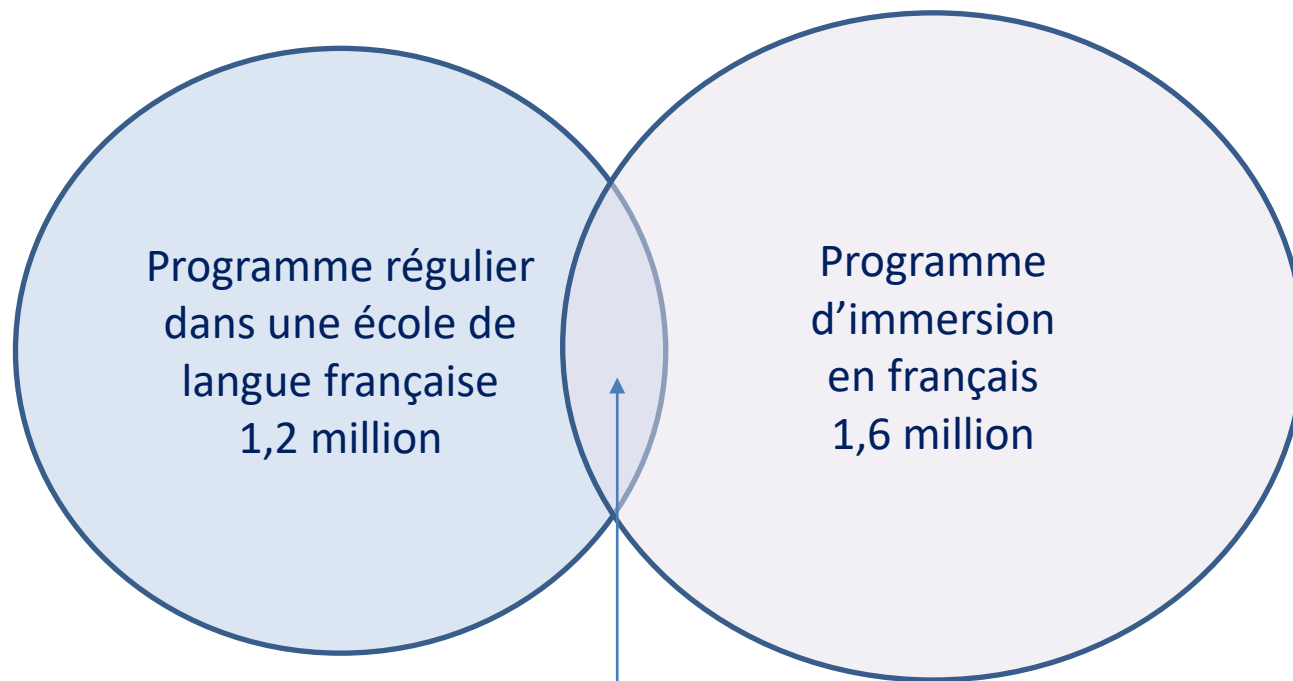 Programme régulier
dans une école de
langue française
1,2 million
Programme
d’immersion
en français
1,6 million